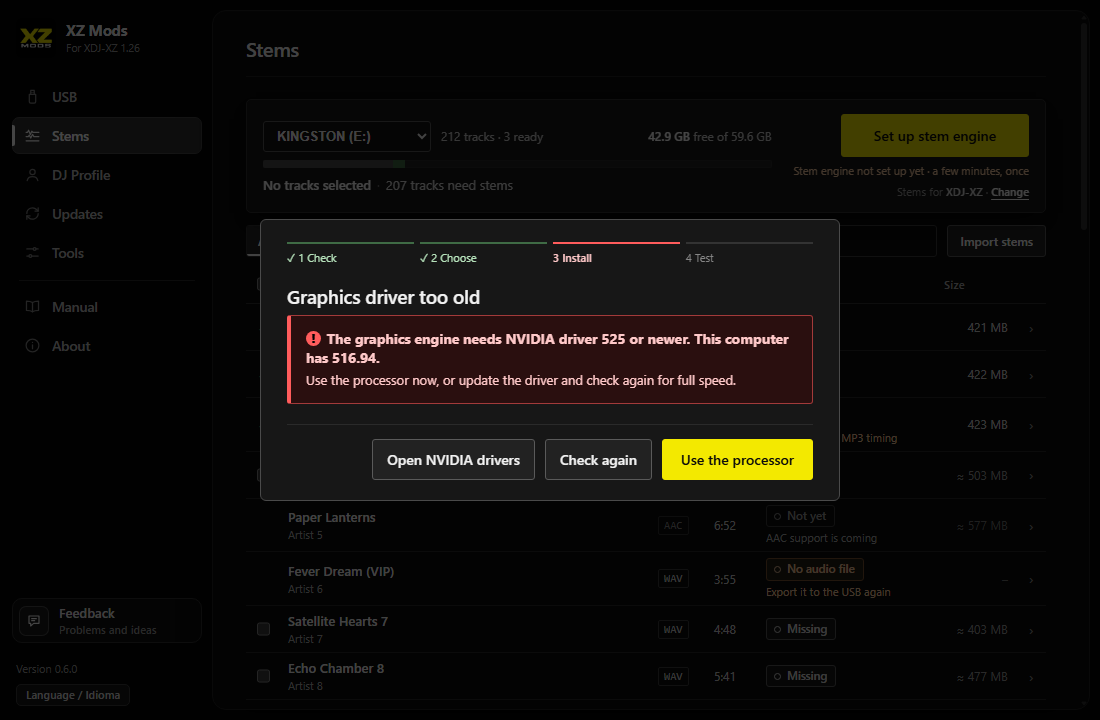 XZ MODS
XZ Mods
For XDJ-XZ 1.26
USB
Stems
DJ Profile
Updates
Tools
Manual
About
Feedback
Problems and ideas
Version 0.6.0
Language / Idioma
Stems
KINGSTON (E:)
212 tracks · 3 ready
42.9 GB free of 59.6 GB
No tracks selected · 207 tracks need stems
Set up stem engine
Stem engine not set up yet · a few minutes, once
Stems for XDJ-XZ · Change
Import stems
Size
421 MB
422 MB
423 MB
MP3 timing
≈ 503 MB
✓ 1 Check
✓ 2 Choose
3 Install
4 Test
Graphics driver too old
The graphics engine needs NVIDIA driver 525 or newer. This computer
has 516.94.
Use the processor now, or update the driver and check again for full speed.
Open NVIDIA drivers
Check again
Use the processor
Paper Lanterns
Artist 5
AAC
6:52
Not yet
AAC support is coming
≈ 577 MB
Fever Dream (VIP)
Artist 6
WAV
3:55
No audio file
Export it to the USB again
–
Satellite Hearts 7
Artist 7
WAV
4:48
Missing
≈ 403 MB
Echo Chamber 8
Artist 8
WAV
5:41
Missing
≈ 477 MB